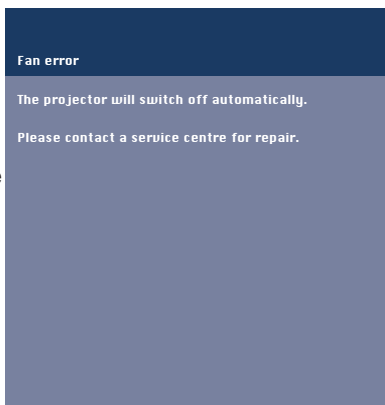 Fan error
The projector will switch off automatically.
Please contact a service centre for repair.